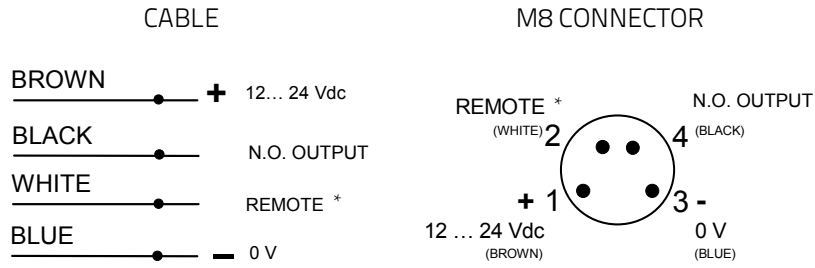 CABLE
BROWN
+ 12... 24 Vdc
BLACK
N.O. OUTPUT
WHITE
REMOTE *
BLUE
- 0 V
M8 CONNECTOR
REMOTE *
(WHITE) 2
N.O. OUTPUT
4 (BLACK)
+ 1
12 ... 24 Vdc
(BROWN)
3 -
0 V
(BLUE)